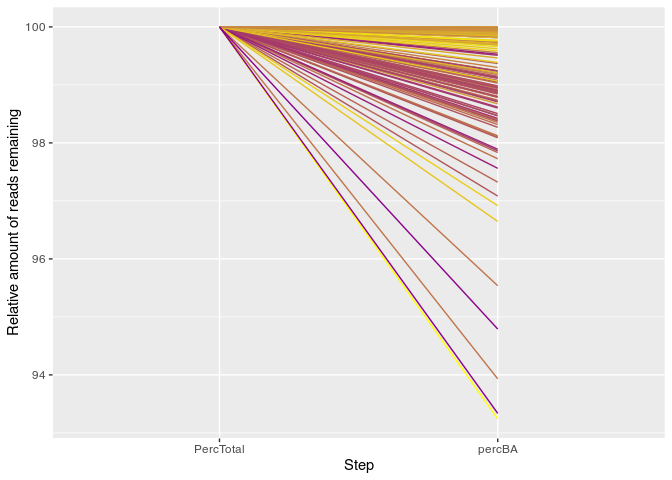 Relative amount of reads remaining
100
98
96
94
PercTotal
percBA
Step